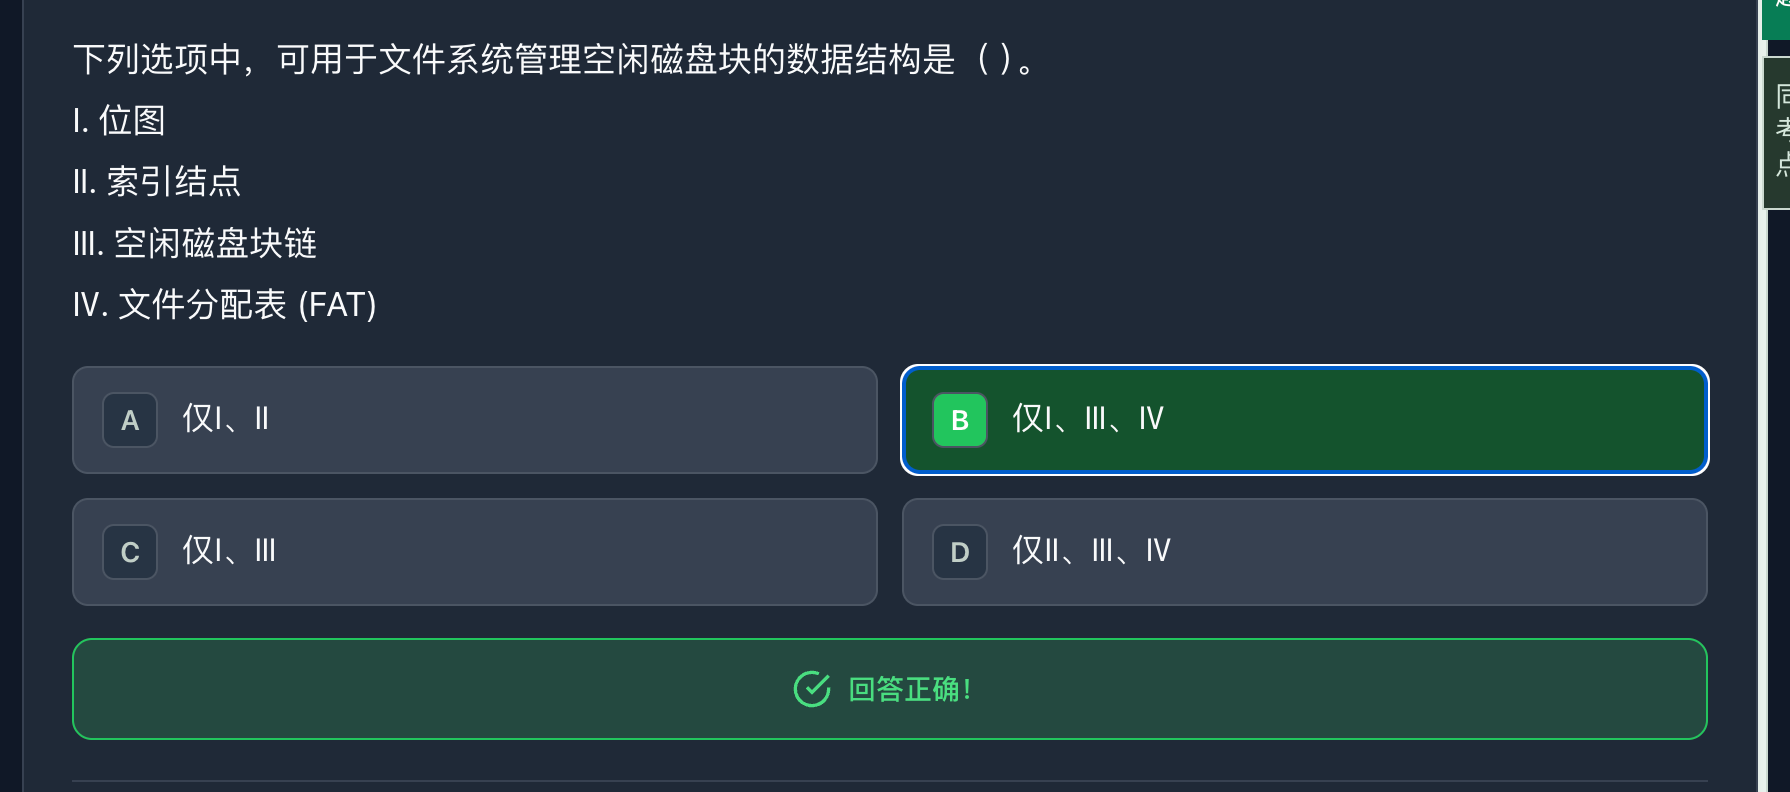 下列选项中，可用于文件系统管理空闲磁盘块的数据结构是（ ）。
I. 位图
II. 索引结点
III. 空闲磁盘块链
IV. 文件分配表 (FAT)
A 仅I、II
B 仅I、III、IV
C 仅I、III
D 仅II、III、IV
回答正确！